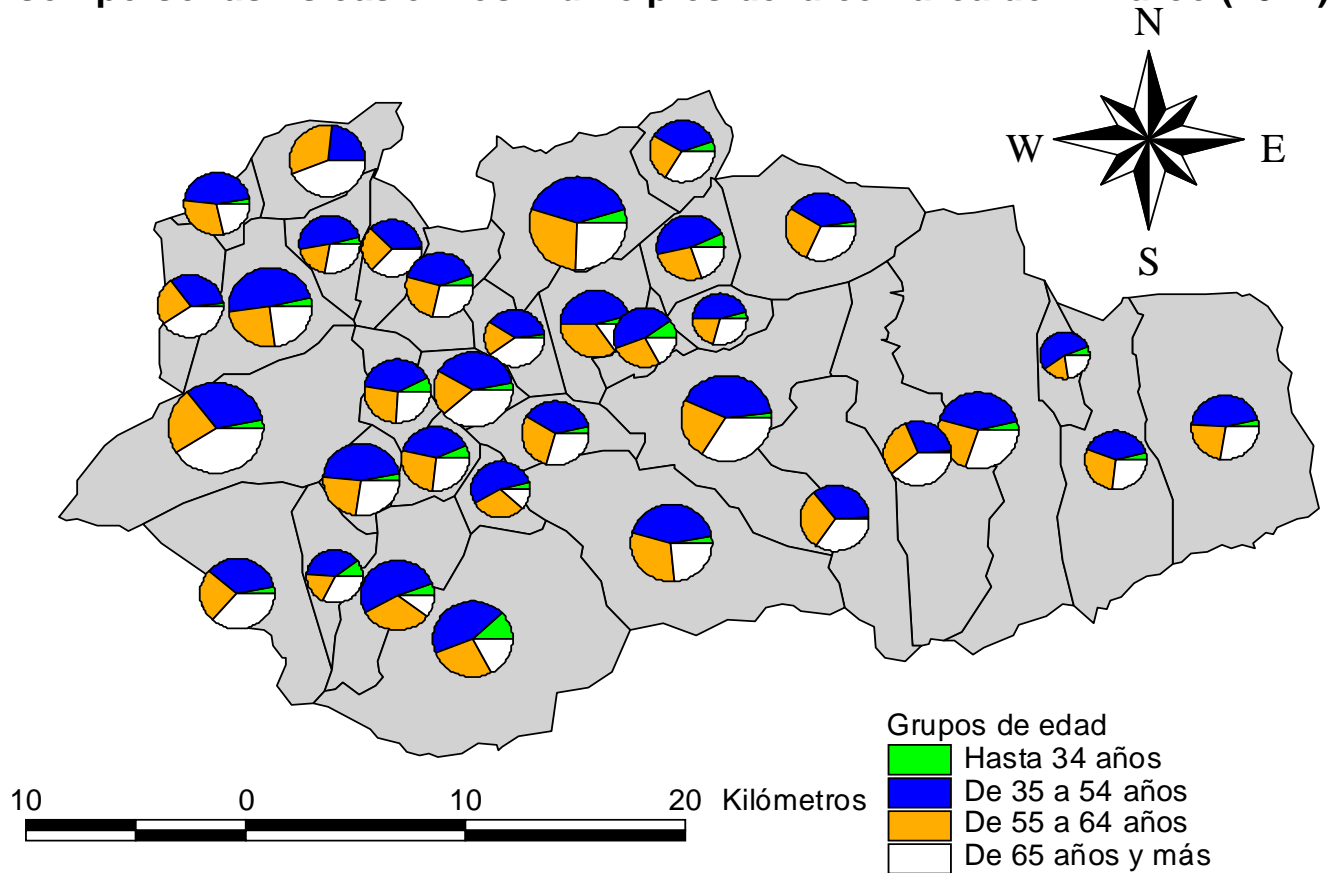 N
W E
S
Grupos de edad
Hasta 34 años
De 35 a 54 años
De 55 a 64 años
De 65 años y más
10 0 10 20 Kilómetros